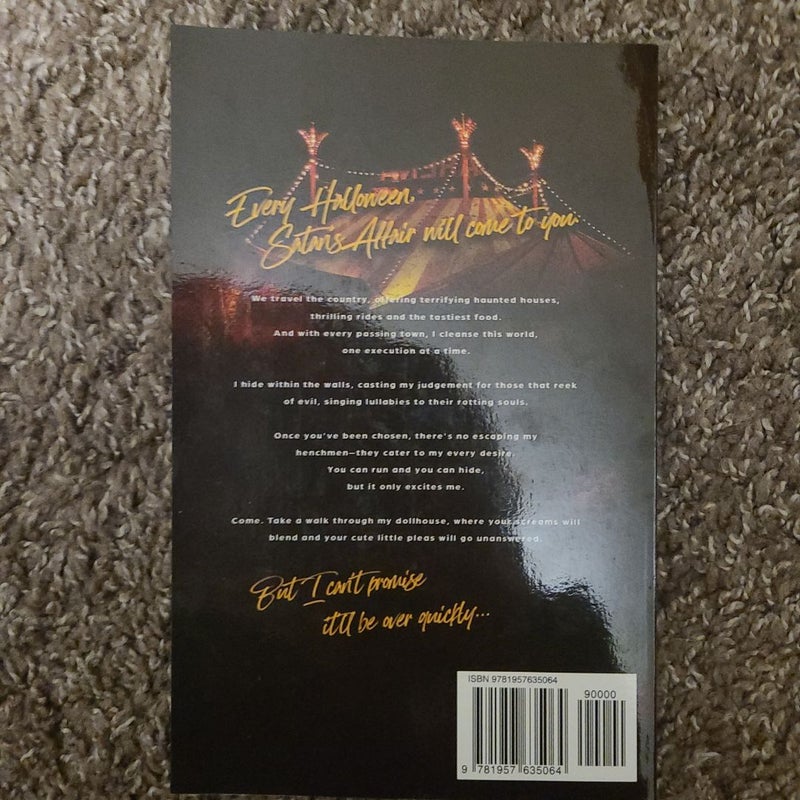 Every Halloween,
Satan's Affair will come to you.
We travel the country, offering terrifying haunted houses,
thrilling rides and the tastiest food.
And with every passing town, I cleanse this world,
one execution at a time.
I hide within the walls, casting my judgement for those that reek
of evil, singing lullabies to their rotting souls.
Once you've been chosen, there's no escaping my
henchmen—they cater to my every desire.
You can run and you can hide,
but it only excites me.
Come. Take a walk through my dollhouse, where your screams will
blend and your cute little pleas will go unanswered.
But I can't promise
it'll be over quickly...
ISBN 9781957635064
90000
9 781957 635064